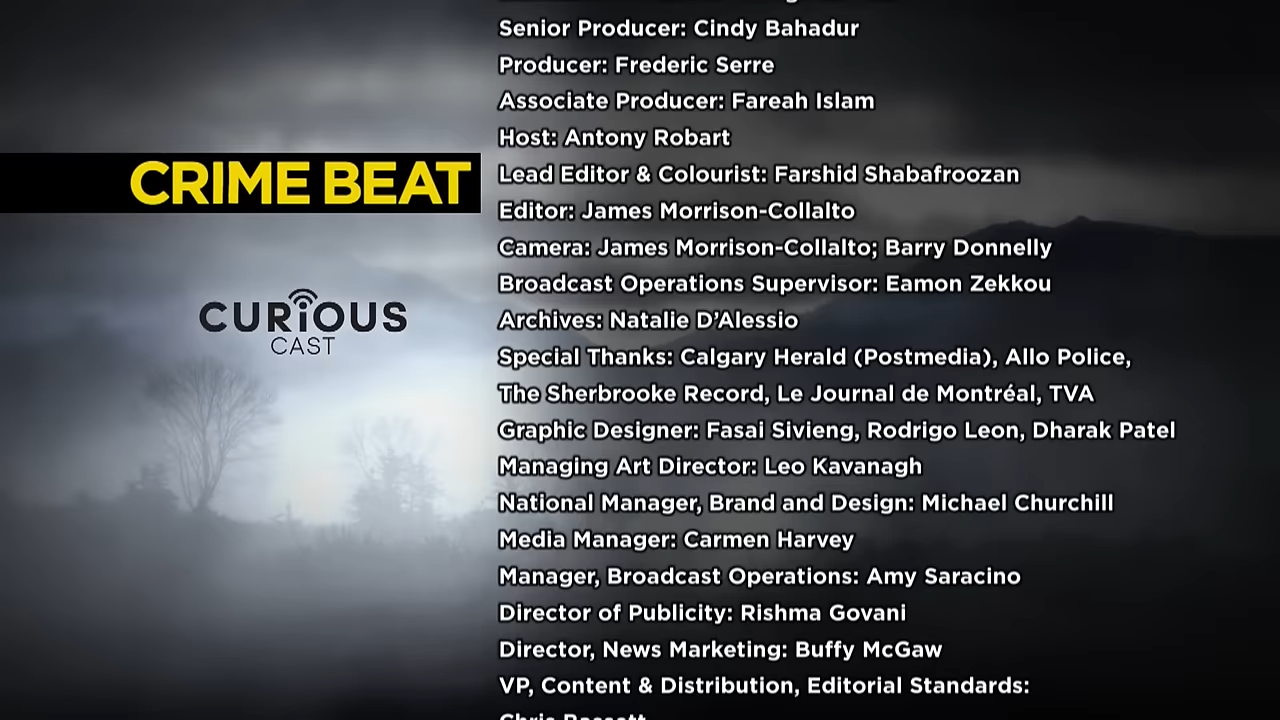 Senior Producer: Cindy Bahadur
Producer: Frederic Serre
Associate Producer: Fareah Islam
Host: Antony Robart
CRIME BEAT
Lead Editor & Colourist: Farshid Shabafroozan
Editor: James Morrison-Collalto
Camera: James Morrison-Collalto; Barry Donnelly
Broadcast Operations Supervisor: Eamon Zekkou
CURIOUS
CAST
Archives: Natalie D’Alessio
Special Thanks: Calgary Herald (Postmedia), Allo Police,
The Sherbrooke Record, Le Journal de Montréal, TVA
Graphic Designer: Fasai Sivieng, Rodrigo Leon, Dharak Patel
Managing Art Director: Leo Kavanagh
National Manager, Brand and Design: Michael Churchill
Media Manager: Carmen Harvey
Manager, Broadcast Operations: Amy Saracino
Director of Publicity: Rishma Govani
Director, News Marketing: Buffy McGaw
VP, Content & Distribution, Editorial Standards: